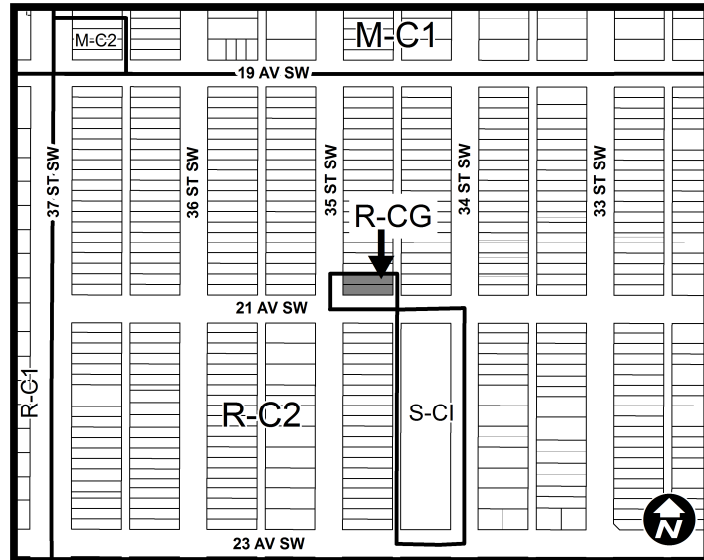 M-C2
M-C1
19 AV SW
37 ST SW
36 ST SW
35 ST SW
34 ST SW
33 ST SW
R-CG
21 AV SW
R-C1
R-C2
S-CI
N
23 AV SW